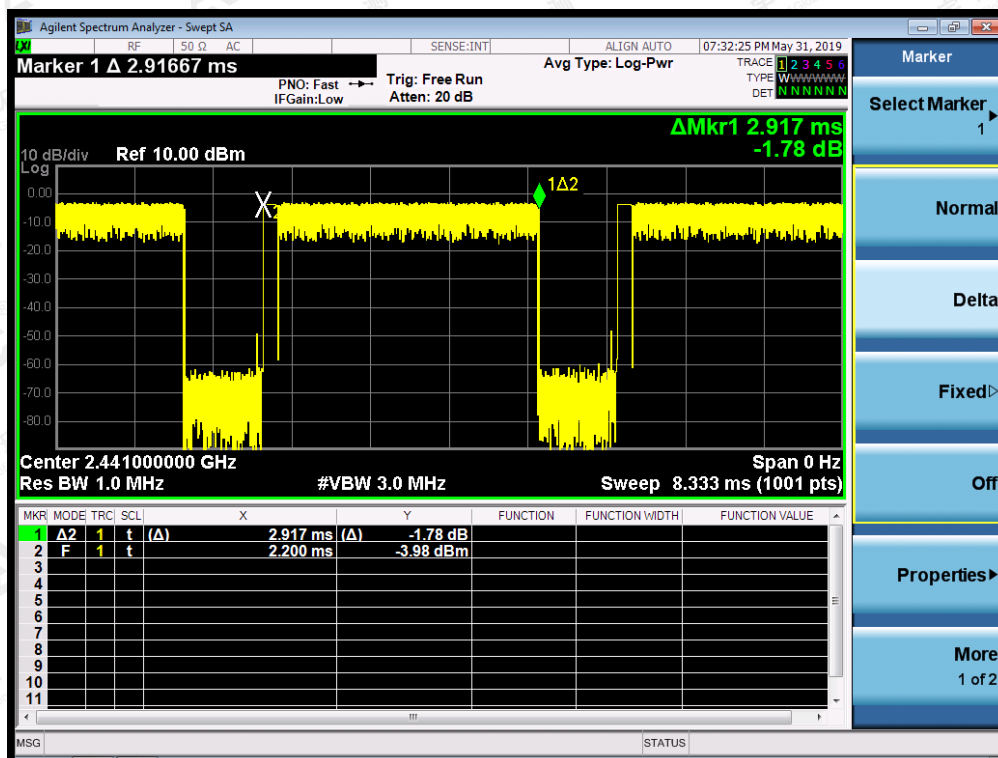 Agilent Spectrum Analyzer - Swept SA
LXI RF 50 Ω AC SENSE:INT ALIGN AUTO 07:32:25 PM May 31, 2019
Marker 1 Δ 2.91667 ms
PNO: Fast
IFGain:Low
Trig: Free Run
Atten: 20 dB
Avg Type: Log-Pwr
TRACE 1 2 3 4 5 6
TYPE WWWWWWW
DET N N N N N N
ΔMkr1 2.917 ms
-1.78 dB
10 dB/div Ref 10.00 dBm
Log
0.00
-10.0
-20.0
-30.0
-40.0
-50.0
-60.0
-70.0
-80.0
X2
1Δ2
Center 2.441000000 GHz Span 0 Hz
Res BW 1.0 MHz #VBW 3.0 MHz Sweep 8.333 ms (1001 pts)
MKR MODE TRC SCL X Y FUNCTION FUNCTION WIDTH FUNCTION VALUE
1 Δ2 1 t (Δ) 2.917 ms (Δ) -1.78 dB
2 F 1 t 2.200 ms -3.98 dBm
3
4
5
6
7
8
9
10
11
MSG STATUS
Marker
Select Marker
1
Normal
Delta
Fixed
Off
Properties
More
1 of 2